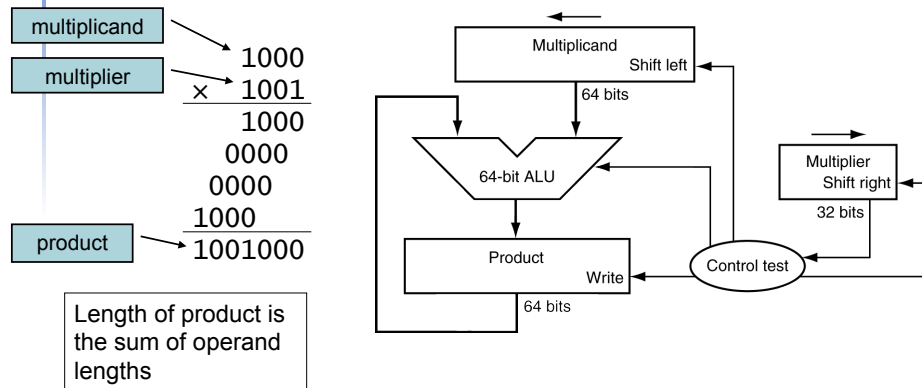 multiplicand
1000
multiplier
× 1001
1000
0000
0000
1000
product
1001000
Length of product is
the sum of operand
lengths
Multiplicand
Shift left
64 bits
64-bit ALU
Multiplier
Shift right
32 bits
Product
Write
Control test
64 bits